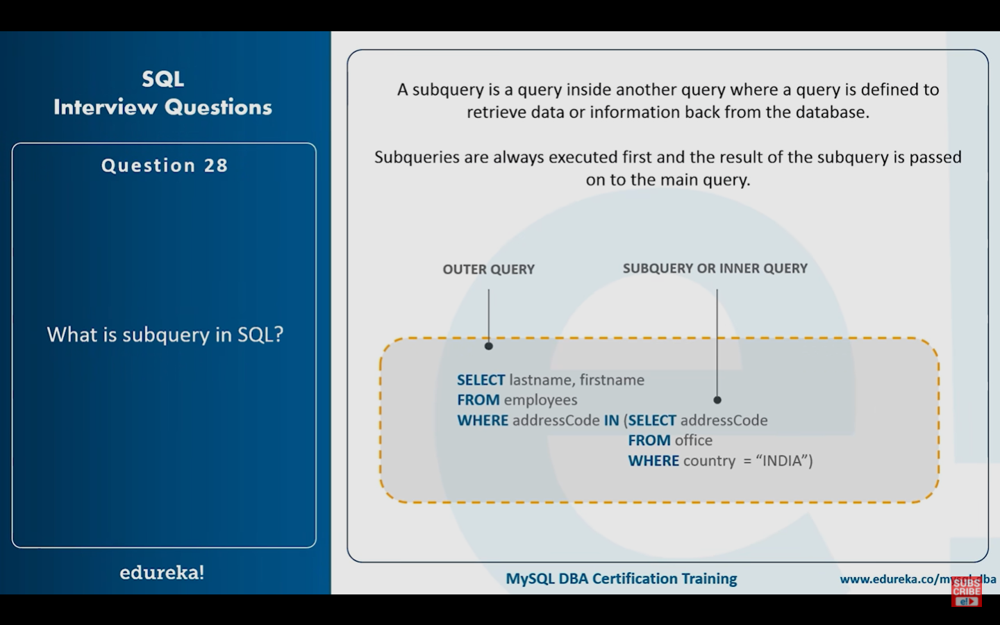 SQL
Interview Questions
Question 28
What is subquery in SQL?
edureka!
A subquery is a query inside another query where a query is defined to
retrieve data or information back from the database.
Subqueries are always executed first and the result of the subquery is passed
on to the main query.
OUTER QUERY
SUBQUERY OR INNER QUERY
SELECT lastname, firstname
FROM employees
WHERE addressCode IN (SELECT addressCode
FROM office
WHERE country = “INDIA”)
MySQL DBA Certification Training
www.edureka.co/mysql-dba
SUBS
CRIBE
e!